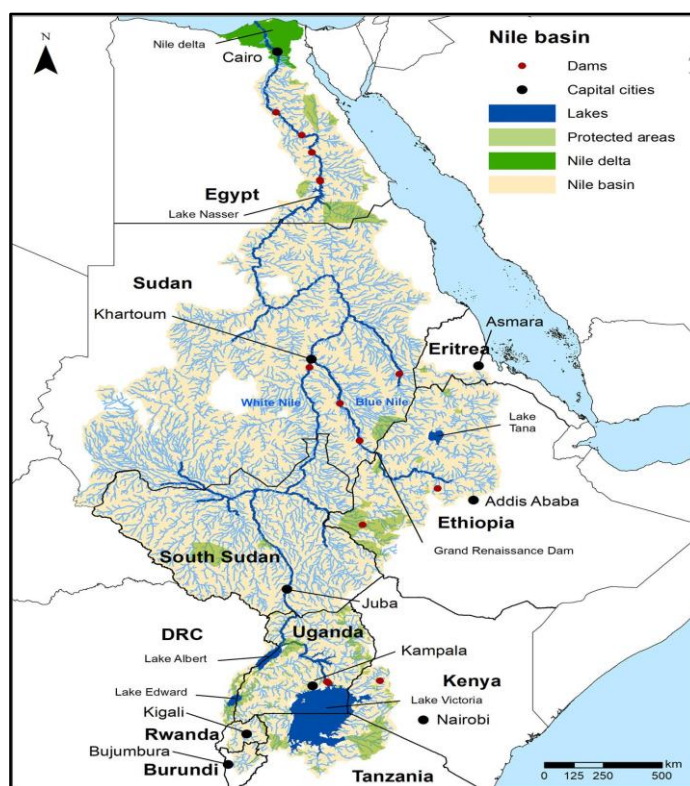 N
Nile delta
Cairo
Nile basin
Dams
Capital cities
Lakes
Protected areas
Nile delta
Nile basin
Egypt
Lake Nasser
Sudan
Khartoum
White Nile
Blue Nile
Eritrea
Asmara
Lake
Tana
Addis Ababa
Ethiopia
Grand Renaissance Dam
South Sudan
Juba
DRC
Uganda
Lake Albert
Kampala
Lake Edward
Kenya
Lake Victoria
Kigali
Nairobi
Rwanda
Bujumbura
Burundi
Tanzania
km
0 125 250 500